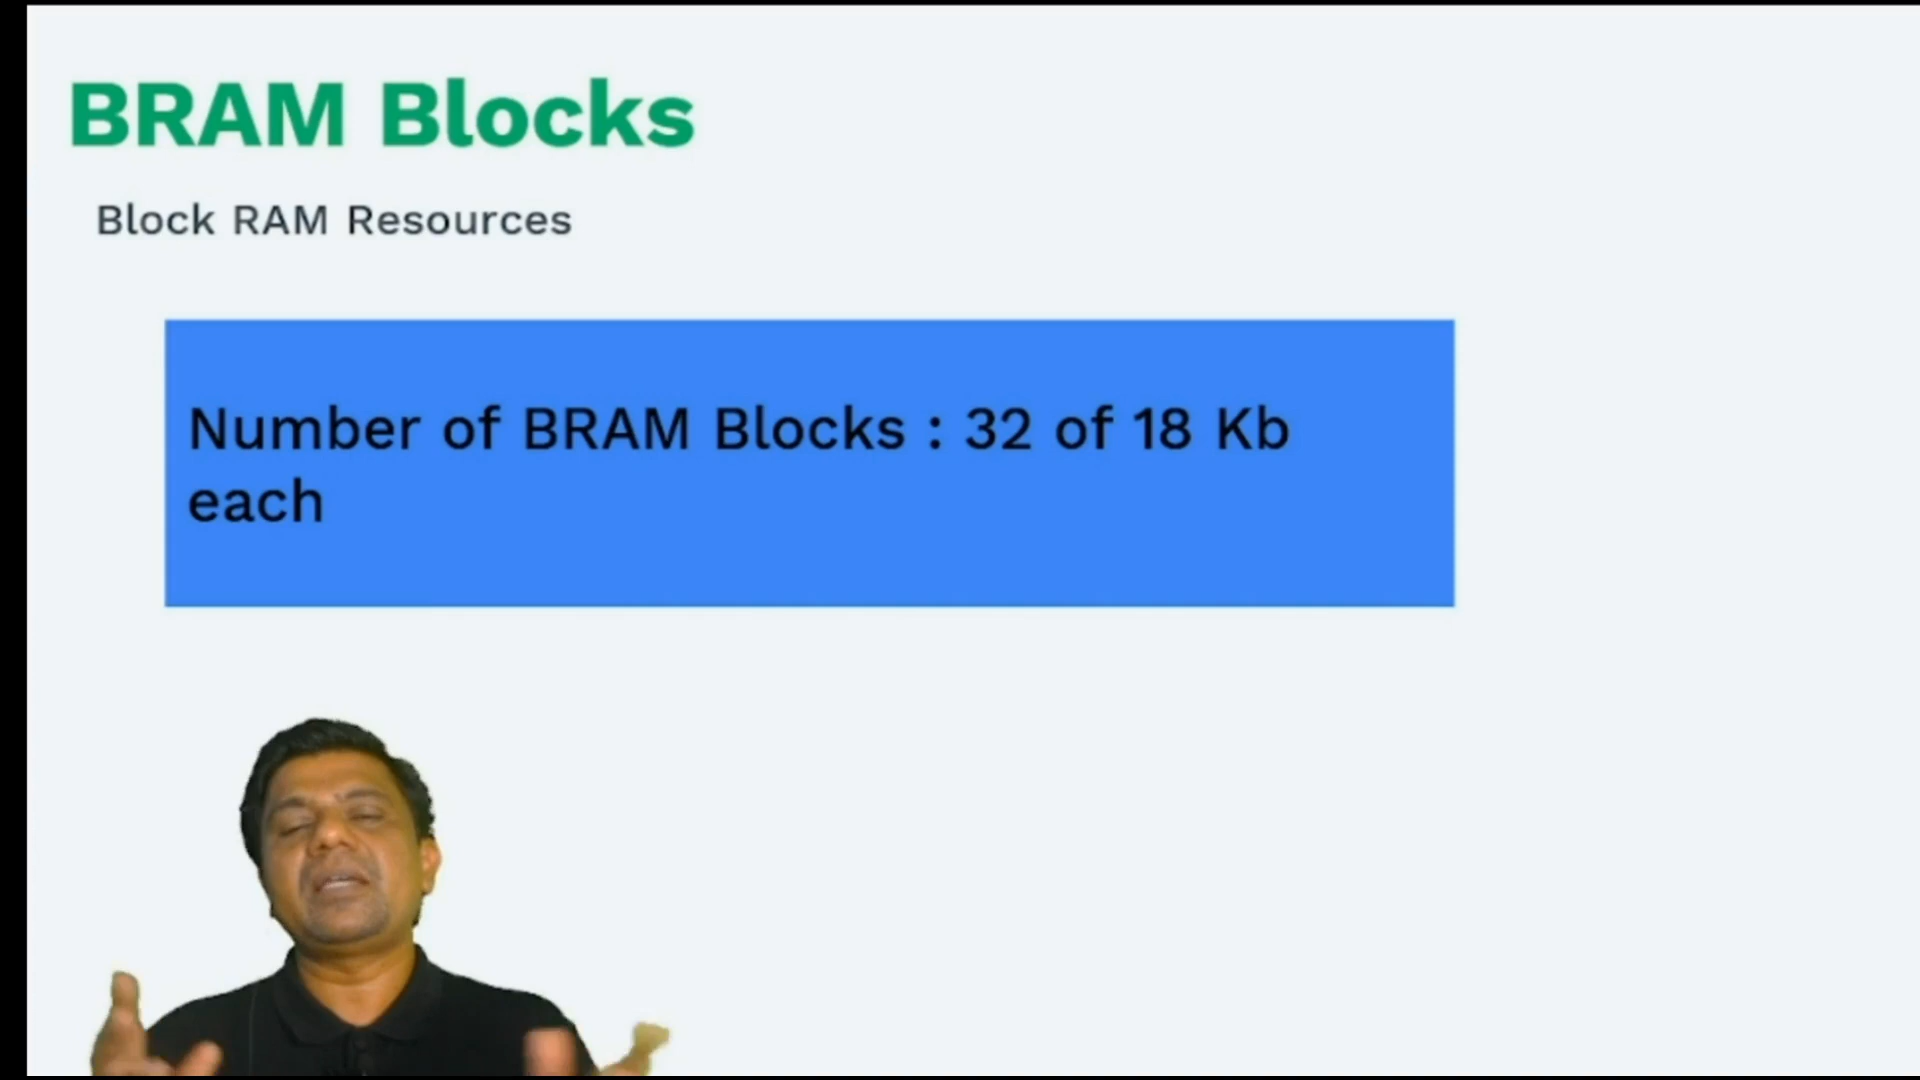 BRAM Blocks
Block RAM Resources
Number of BRAM Blocks : 32 of 18 Kb
each